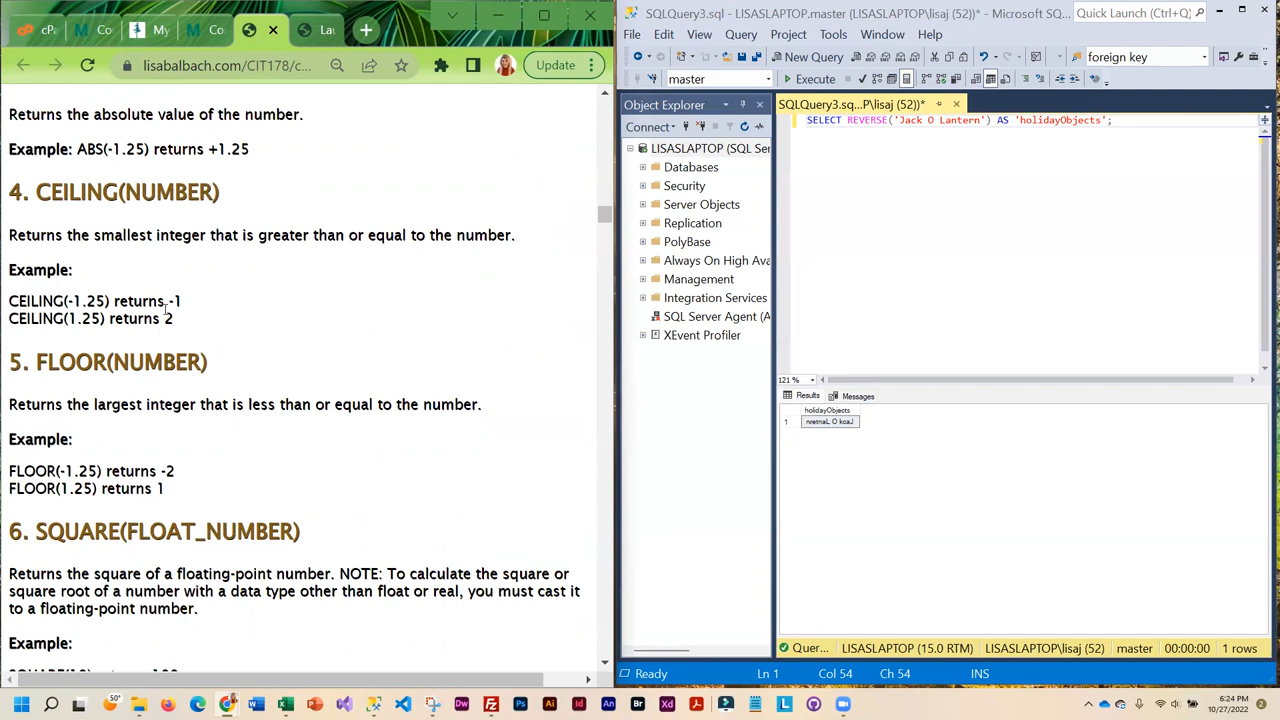 cP
Co
My
Co
Lau
lisabalbach.com/CIT178/c...
Update
Returns the absolute value of the number.
Example: ABS(-1.25) returns +1.25
4. CEILING(NUMBER)
Returns the smallest integer that is greater than or equal to the number.
Example:
CEILING(-1.25) returns -1
CEILING(1.25) returns 2
5. FLOOR(NUMBER)
Returns the largest integer that is less than or equal to the number.
Example:
FLOOR(-1.25) returns -2
FLOOR(1.25) returns 1
6. SQUARE(FLOAT_NUMBER)
Returns the square of a floating-point number. NOTE: To calculate the square or
square root of a number with a data type other than float or real, you must cast it
to a floating-point number.
Example:
SQLQuery3.sql - LISASLAPTOP.master (LISASLAPTOP\lisaj (52))* - Microsoft SQ...
Quick Launch (Ctrl+Q)
File Edit View Query Project Tools Window Help
New Query
foreign key
master
Execute
Object Explorer
SQLQuery3.sq...P\lisaj (52))*
Connect
SELECT REVERSE('Jack O Lantern') AS 'holidayObjects';
LISASLAPTOP (SQL Ser
Databases
Security
Server Objects
Replication
PolyBase
Always On High Ava
Management
Integration Services
SQL Server Agent (A
XEvent Profiler
121 %
Results Messages
holidayObjects
1 nretnaL O kcaJ
Quer... LISASLAPTOP (15.0 RTM) LISASLAPTOP\lisaj (52) master 00:00:00 1 rows
Ready Ln 1 Col 54 Ch 54 INS
50°
6:24 PM
10/27/2022